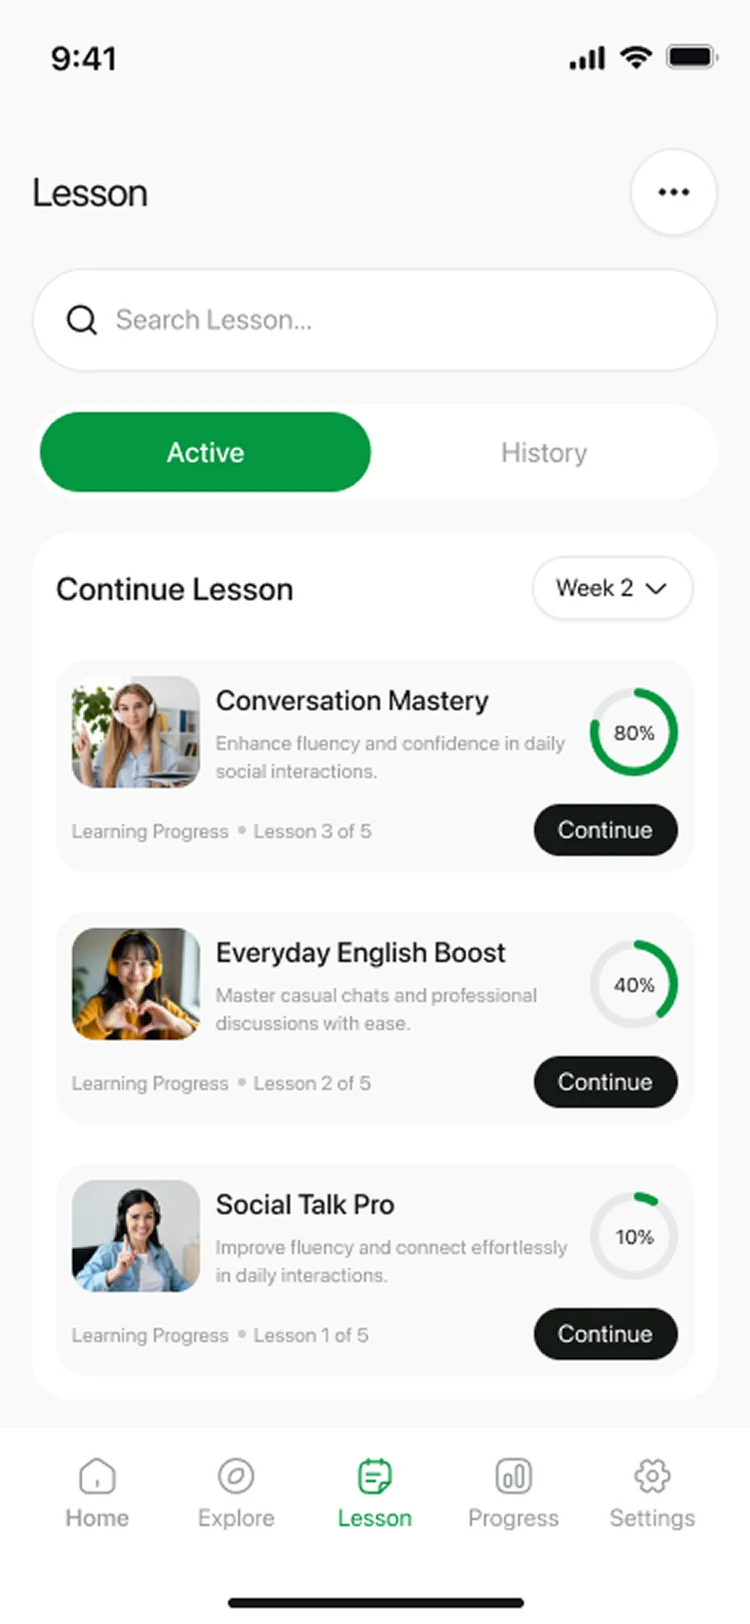 9:41
Lesson
Search Lesson...
Active
History
Continue Lesson
Week 2
Conversation Mastery
Enhance fluency and confidence in daily
social interactions.
80%
Learning Progress • Lesson 3 of 5
Continue
Everyday English Boost
Master casual chats and professional
discussions with ease.
40%
Learning Progress • Lesson 2 of 5
Continue
Social Talk Pro
Improve fluency and connect effortlessly
in daily interactions.
10%
Learning Progress • Lesson 1 of 5
Continue
Home
Explore
Lesson
Progress
Settings